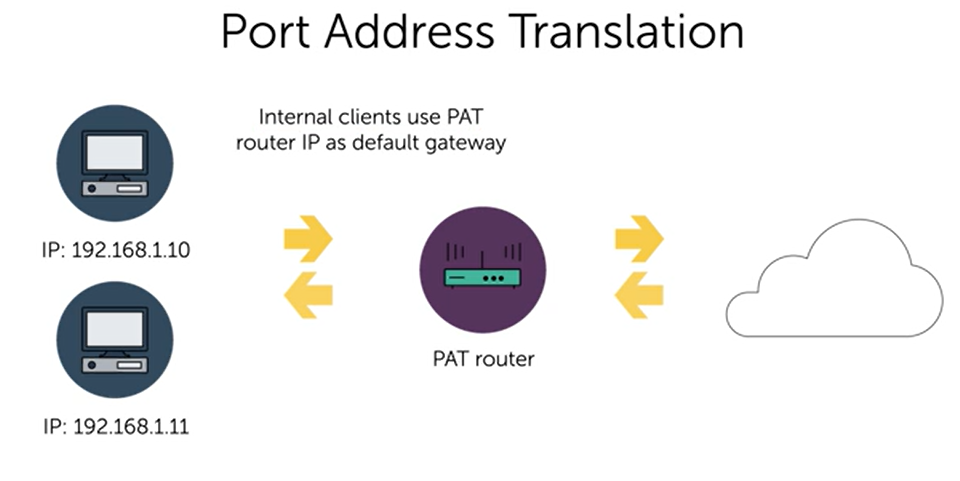 Port Address Translation
Internal clients use PAT
router IP as default gateway
IP: 192.168.1.10
PAT router
IP: 192.168.1.11